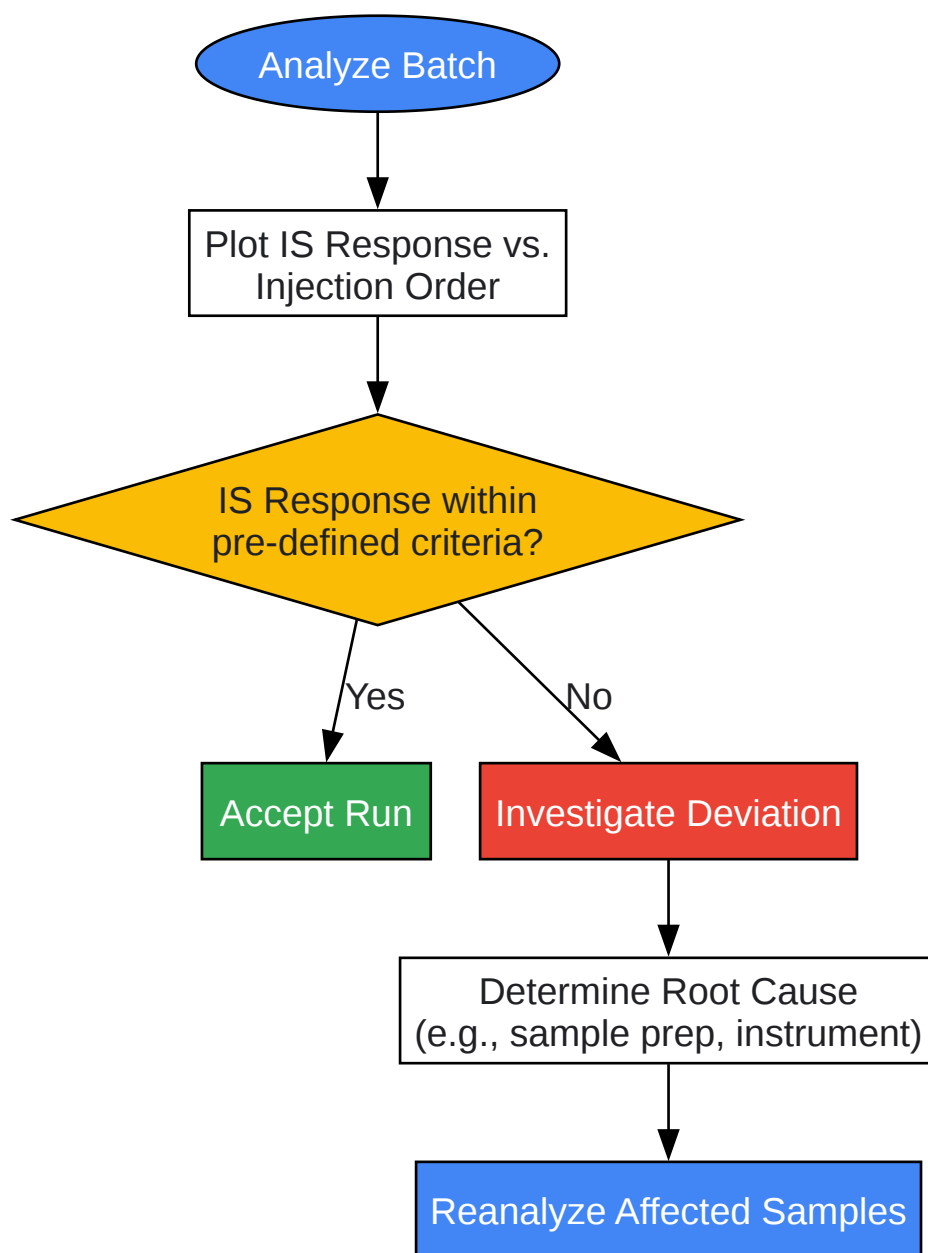 Analyze Batch
Plot IS Response vs.
Injection Order
IS Response within
pre-defined criteria?
Yes
No
Accept Run
Investigate Deviation
Determine Root Cause
(e.g., sample prep, instrument)
Reanalyze Affected Samples